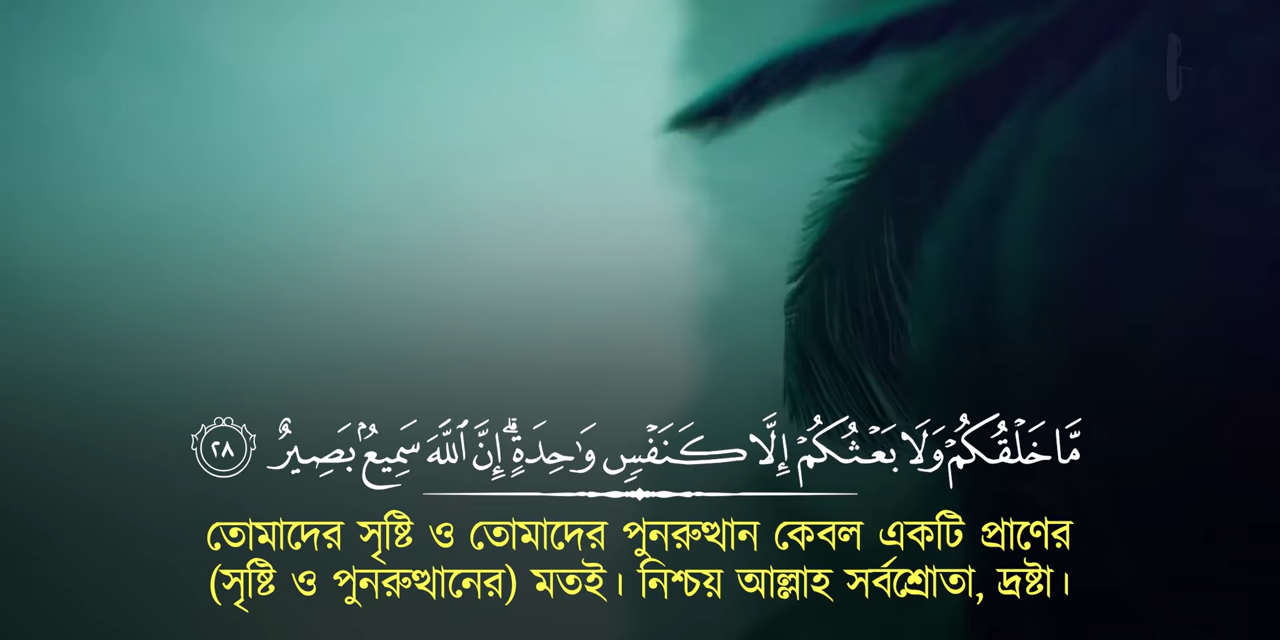 مَّا خَلْقُكُمْ وَلَا بَعْثُكُمْ إِلَّا كَنَفْسٍ وَٰحِدَةٍ ۗ إِنَّ ٱللَّهَ سَمِيعٌۢ بَصِيرٌ ٢٨
তোমাদের সৃষ্টি ও তোমাদের পুনরুত্থান কেবল একটি প্রাণের
(সৃষ্টি ও পুনরুত্থানের) মতই। নিশ্চয় আল্লাহ সর্বশ্রোতা, দ্রষ্টা।